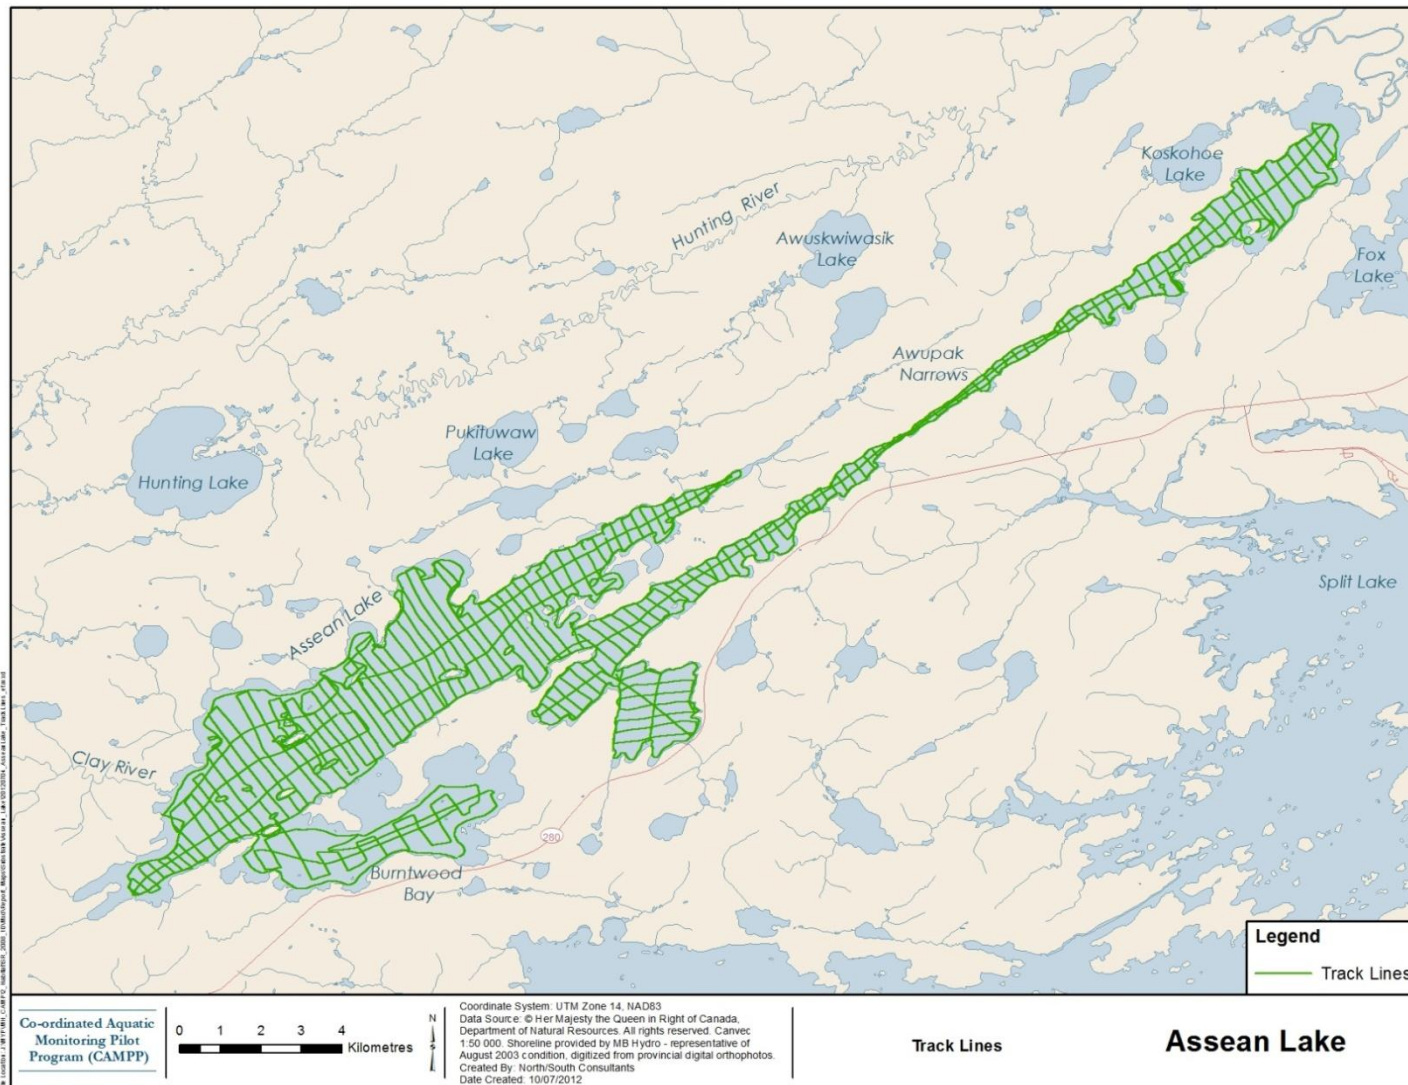 Koskohoe
Lake
Hunting River
Awuskwiwasik
Lake
Fox
Lake
Awupak
Narrows
Pukituwaw
Lake
Hunting Lake
Split Lake
Assean Lake
Clay River
280
Burntwood
Bay
Legend
Track Lines
Co-ordinated Aquatic
Monitoring Pilot
Program (CAMPP)
0 1 2 3 4
Kilometres
N
S
Coordinate System: UTM Zone 14, NAD83
Data Source: © Her Majesty the Queen in Right of Canada,
Department of Natural Resources. All rights reserved. Canvec
1:50 000. Shoreline provided by MB Hydro - representative of
August 2003 condition, digitized from provincial digital orthophotos.
Created By: North/South Consultants
Date Created: 10/07/2012
Track Lines
Assean Lake